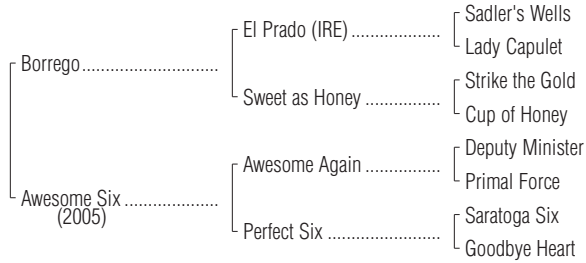 Sadler's Wells
El Prado (IRE) ....................
Lady Capulet
Borrego ...............................
Strike the Gold
Sweet as Honey .................
Cup of Honey
Deputy Minister
Awesome Again .................
Primal Force
Awesome Six .....................
(2005)
Saratoga Six
Perfect Six .........................
Goodbye Heart